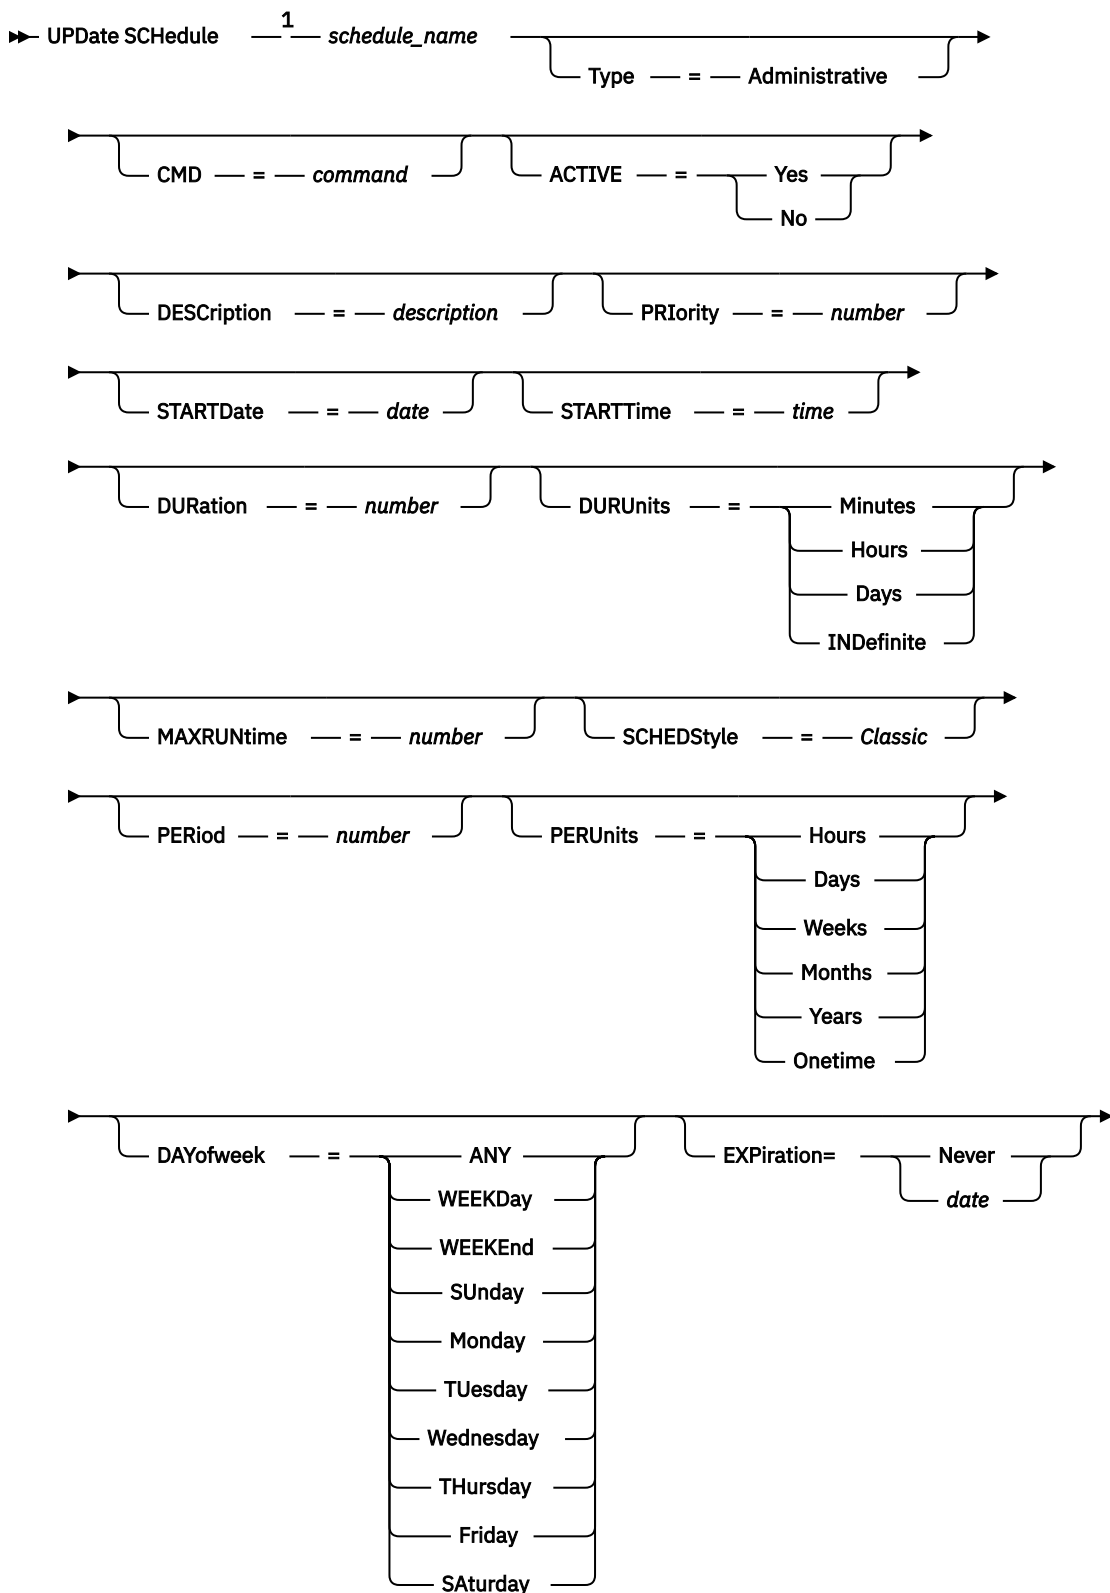 UPDate SCHedule 1 schedule_name
Type = Administrative
CMD = command ACTIVE = Yes
No
DESCription = description PRIority = number
STARTDate = date STARTTime = time
DURation = number DURUnits = Minutes
Hours
Days
INDefinite
MAXRUNtime = number SCHEDStyle = Classic
PERiod = number PERUnits = Hours
Days
Weeks
Months
Years
Onetime
DAYofweek = ANY EXPiration= Never
WEEKDay date
WEEKEnd
SUnday
Monday
TUesday
Wednesday
THursday
Friday
SAturday